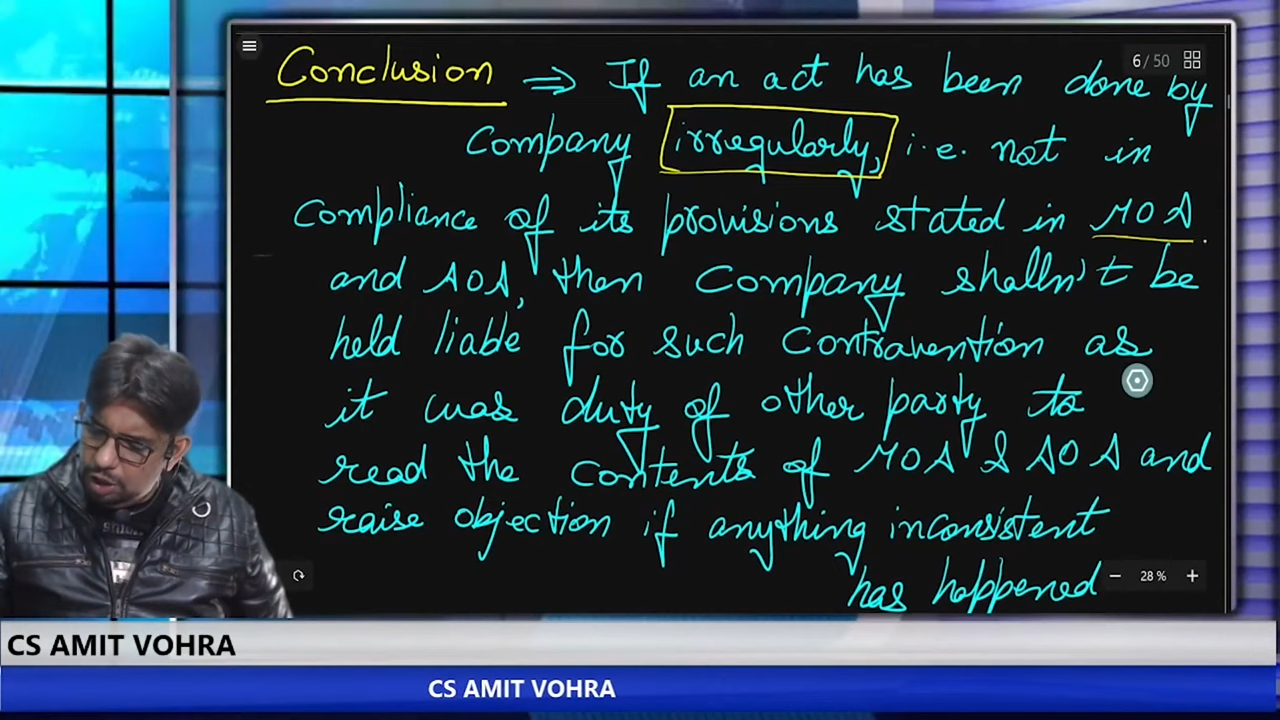 Conclusion ⇒ If an act has been done by
6 / 50
Company irregularly, i.e. not in
Compliance of its provisions stated in MOA
and AOA, then Company shalln't be
held liable for such contravention as
it was duty of other party to
read the contents of MOA & AOA and
raise objection if anything inconsistent
has happened
28 %
CS AMIT VOHRA
CS AMIT VOHRA